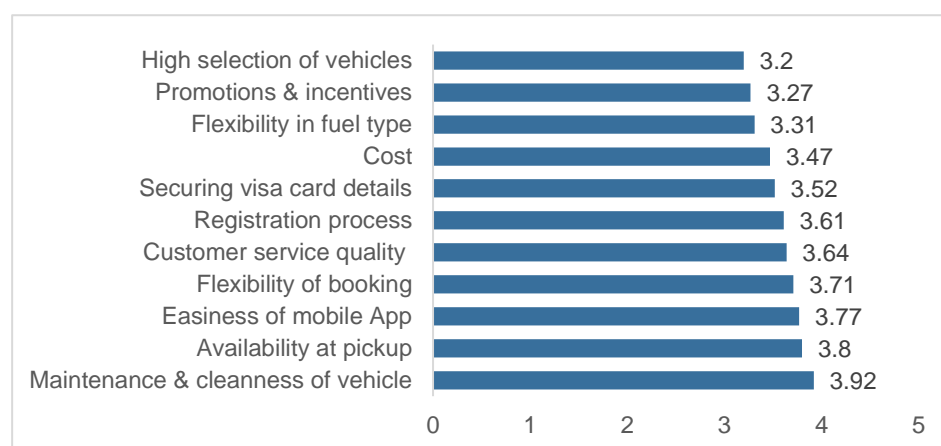 High selection of vehicles 3.2
Promotions & incentives 3.27
Flexibility in fuel type 3.31
Cost 3.47
Securing visa card details 3.52
Registration process 3.61
Customer service quality 3.64
Flexibility of booking 3.71
Easiness of mobile App 3.77
Availability at pickup 3.8
Maintenance & cleanness of vehicle 3.92
0 1 2 3 4 5